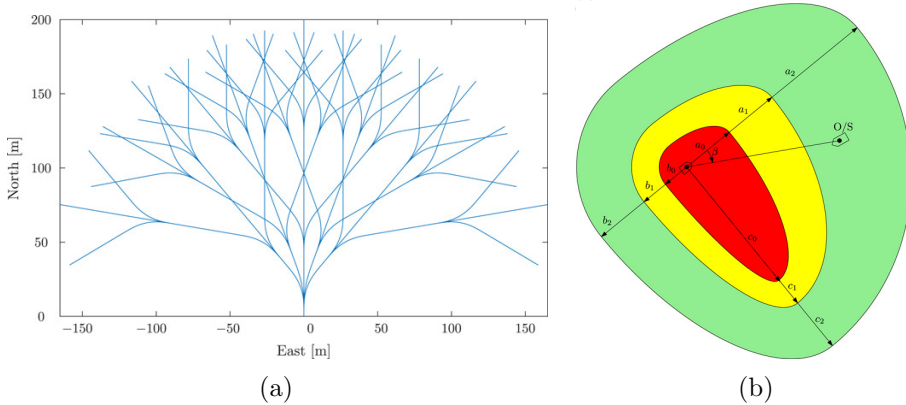 200
150
100
50
0
North [m]
−150
−100
−50
0
50
100
150
East [m]
(a)
a₂
a₁
O/S
a₀
β
b₀
b₁
b₂
c₀
c₁
c₂
(b)